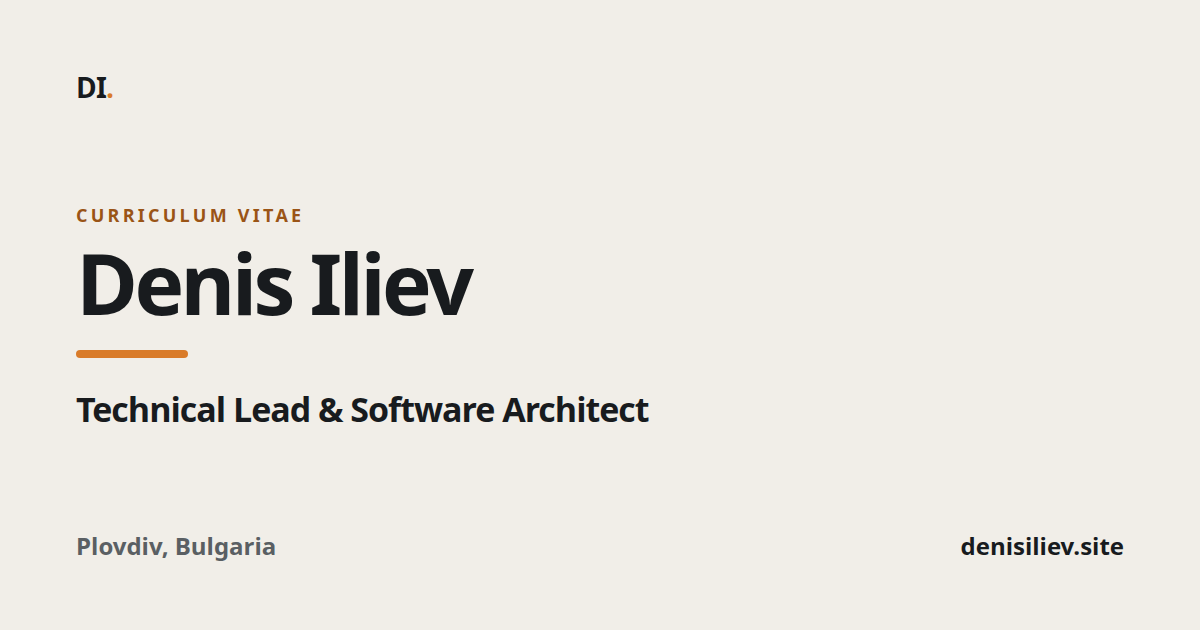 DI.
CURRICULUM VITAE
Denis Iliev
Technical Lead & Software Architect
Plovdiv, Bulgaria
denisiliev.site